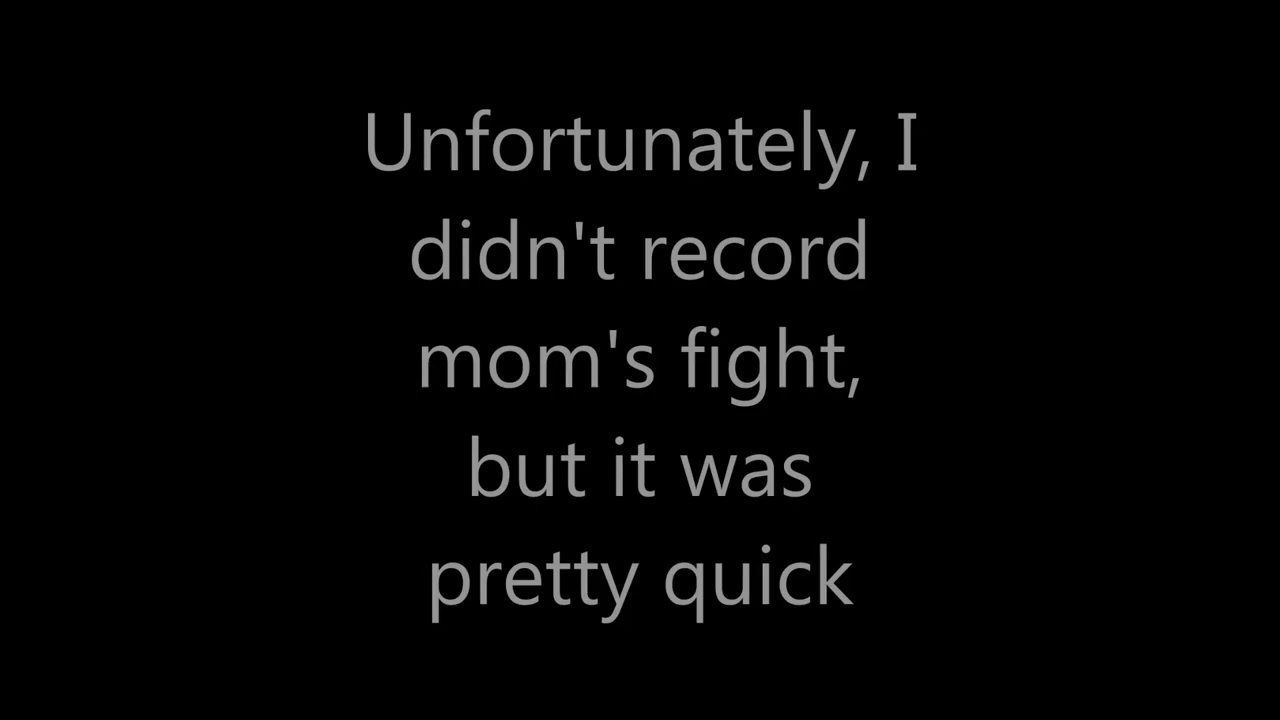 Unfortunately, I
didn't record
mom's fight,
but it was
pretty quick